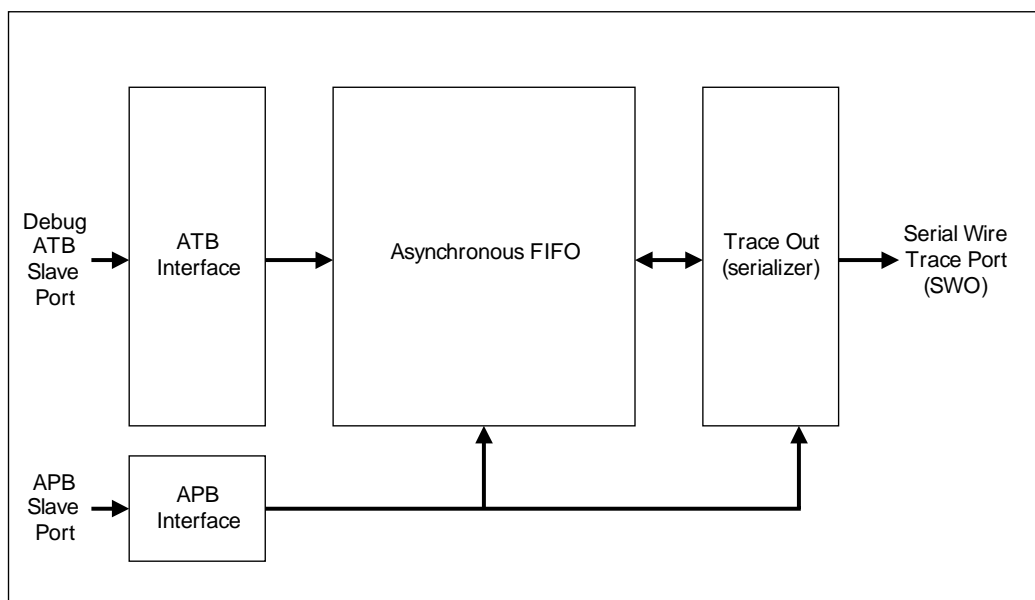 Debug
ATB
Slave
Port
ATB
Interface
Asynchronous FIFO
Trace Out
(serializer)
Serial Wire
Trace Port
(SWO)
APB
Slave
Port
APB
Interface